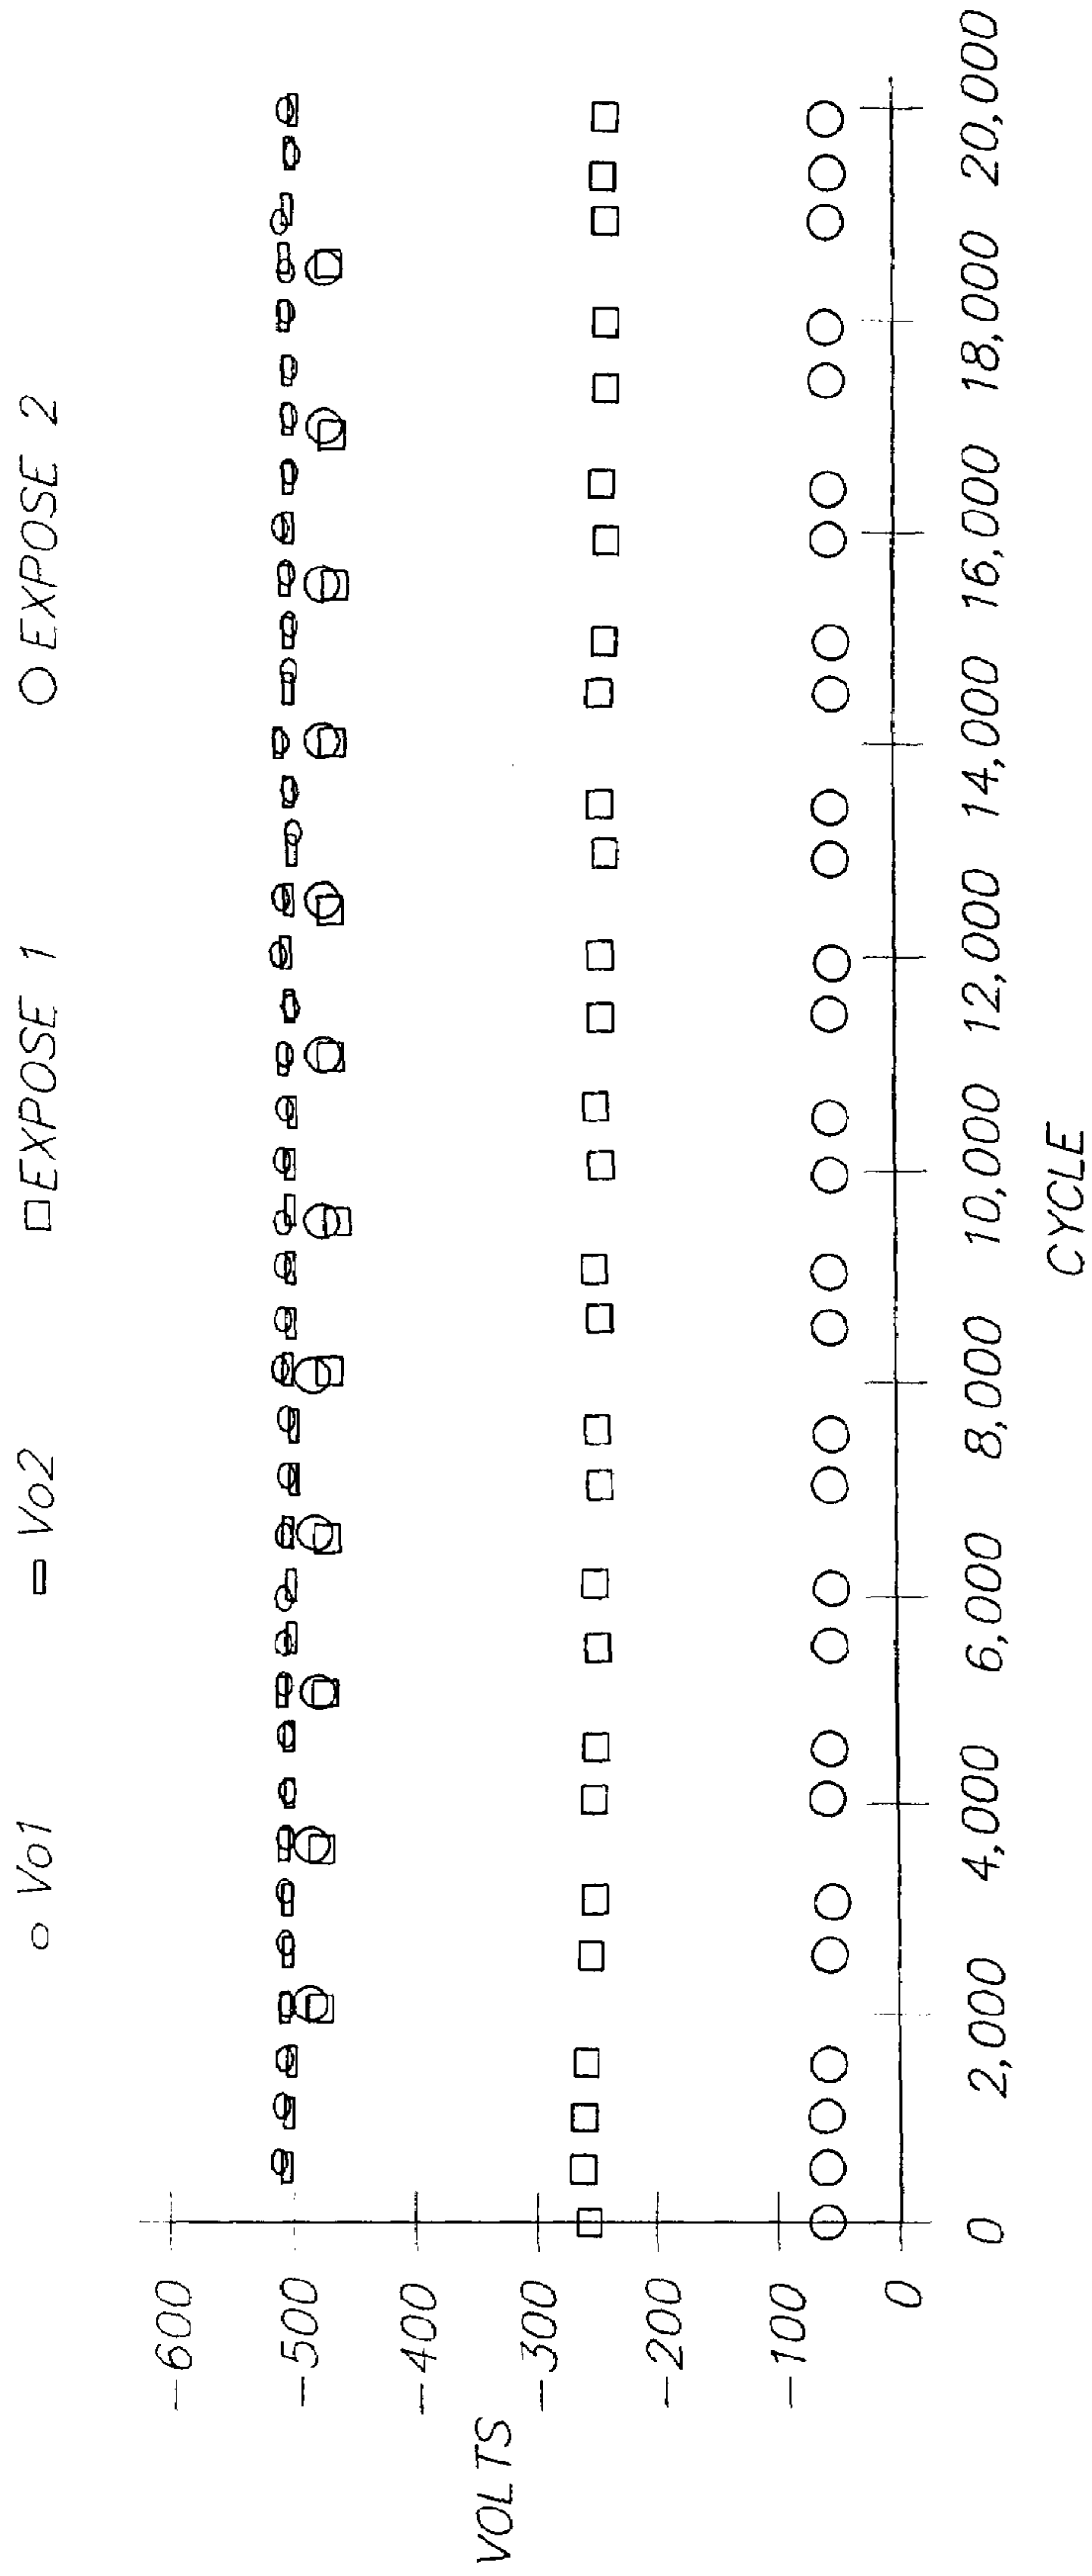 ○ Vo1 ▭ Vo2 □ EXPOSE 1 ○ EXPOSE 2
-600
-500
-400
-300
-200
-100
0
VOLTS
0 2,000 4,000 6,000 8,000 10,000 12,000 14,000 16,000 18,000 20,000
CYCLE